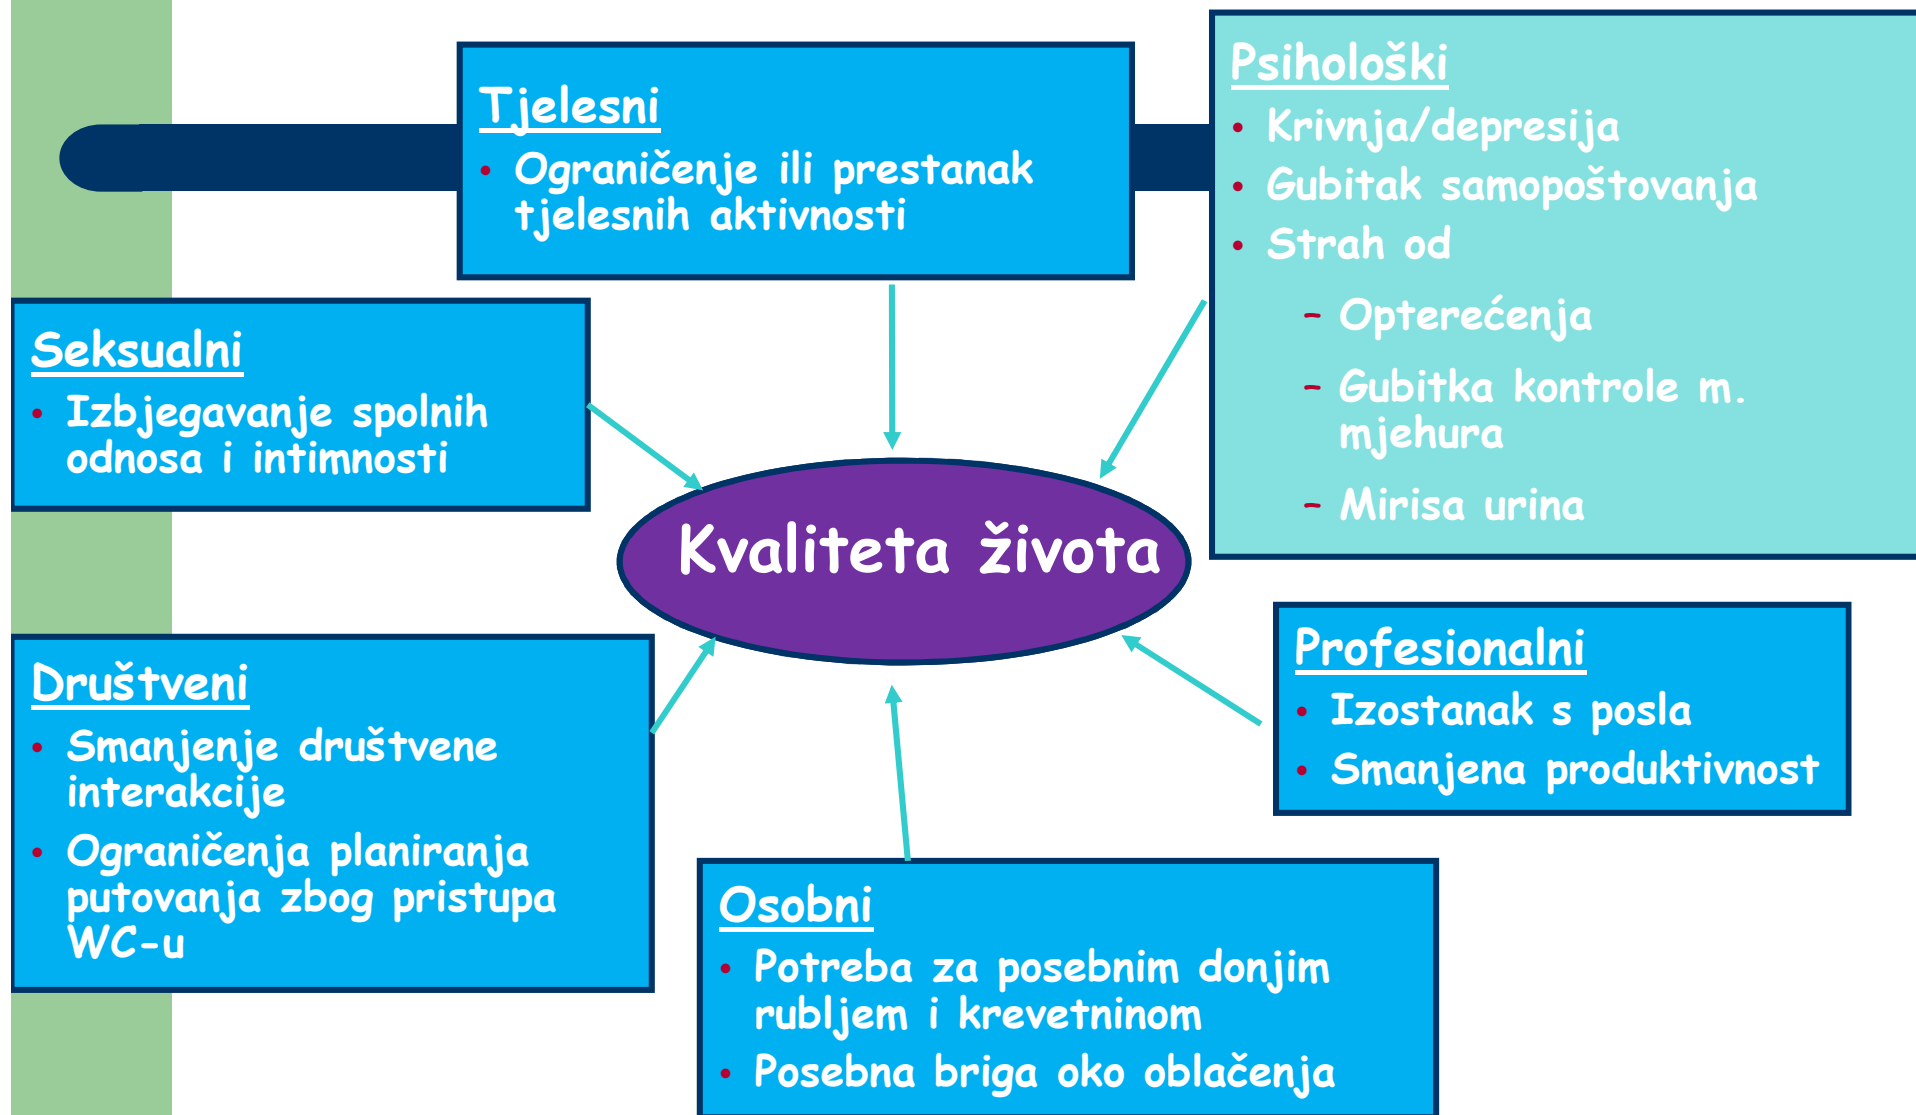 Tjelesni
• Ograničenje ili prestanak
tjelesnih aktivnosti
Psihološki
• Krivnja/depresija
• Gubitak samopoštovanja
• Strah od
– Opterećenja
– Gubitka kontrole m.
mjehura
– Mirisa urina
Seksualni
• Izbjegavanje spolnih
odnosa i intimnosti
Kvaliteta života
Društveni
• Smanjenje društvene
interakcije
• Ograničenja planiranja
putovanja zbog pristupa
WC-u
Profesionalni
• Izostanak s posla
• Smanjena produktivnost
Osobni
• Potreba za posebnim donjim
rubljem i krevetninom
• Posebna briga oko oblačenja